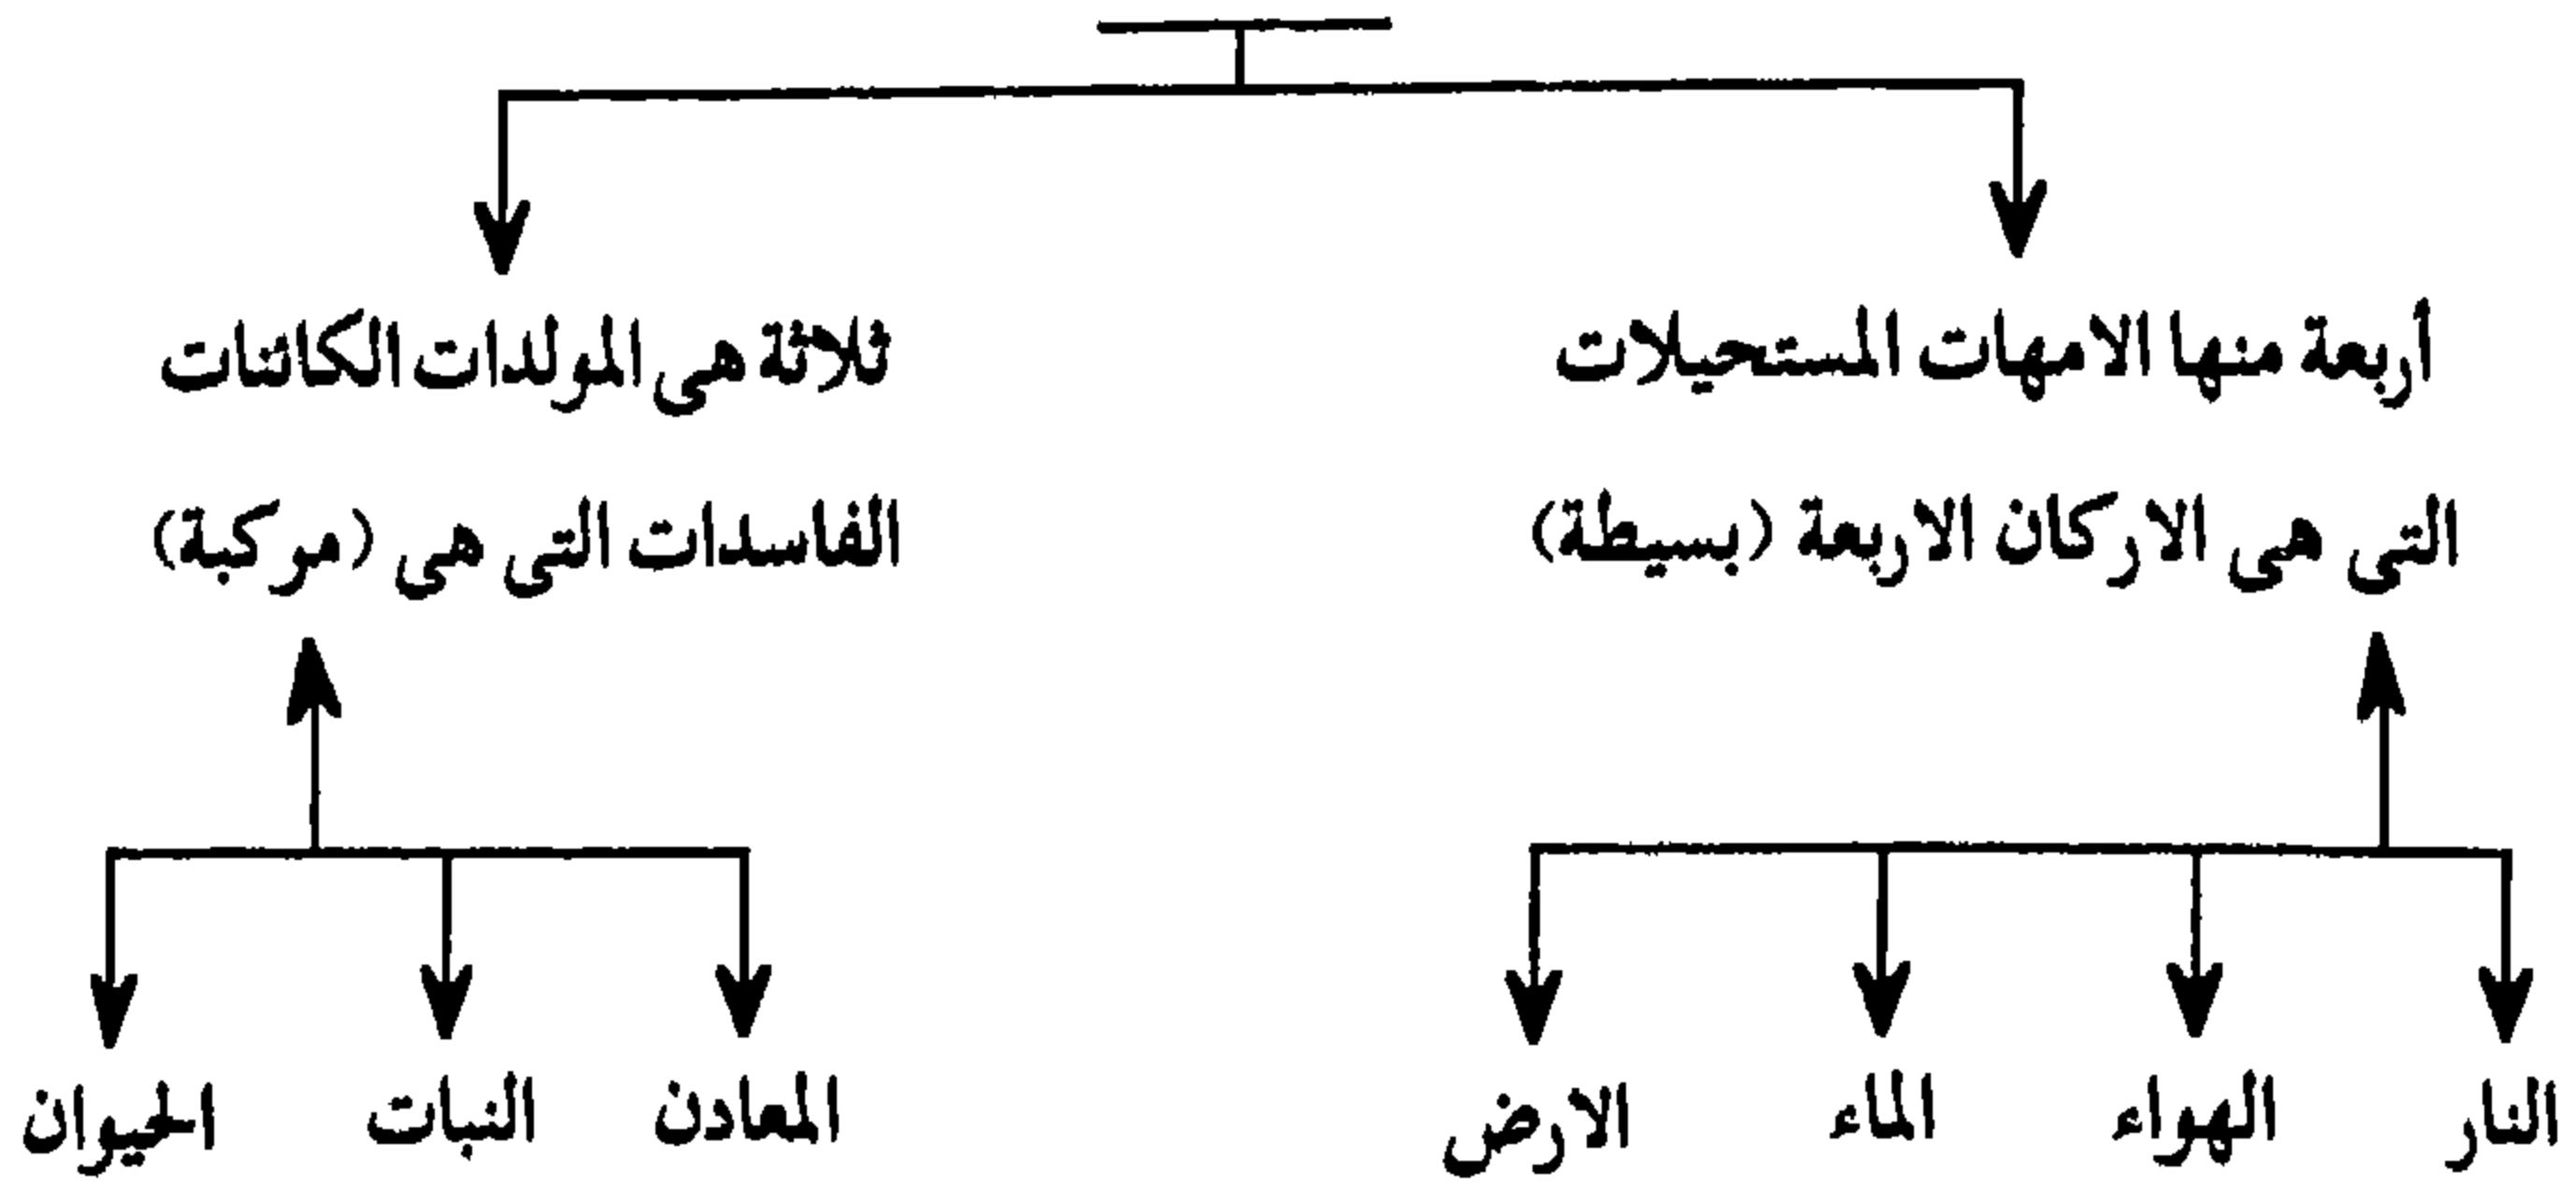 أربعة منها الامهات المستحيلات
التى هى الاركان الاربعة (بسيطة)
ثلاثة هى المولدات الكائنات
الفاسدات التى هى (مركبة)
النار
الهواء
الماء
الارض
المعادن
النبات
الحيوان